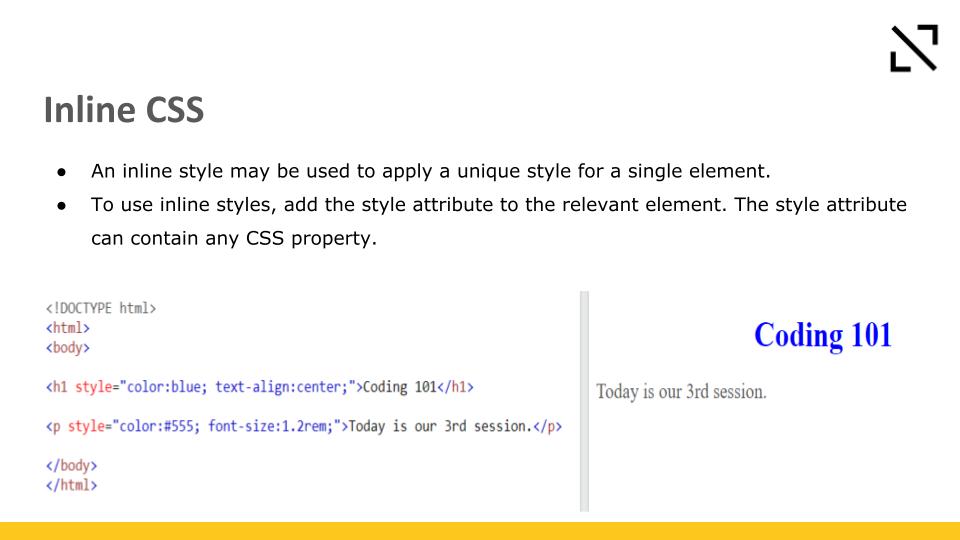 Inline CSS
● An inline style may be used to apply a unique style for a single element.
● To use inline styles, add the style attribute to the relevant element. The style attribute
can contain any CSS property.
<!DOCTYPE html>
<html>
<body>
<h1 style="color:blue; text-align:center;">Coding 101</h1>
<p style="color:#555; font-size:1.2rem;">Today is our 3rd session.</p>
</body>
</html>
Coding 101
Today is our 3rd session.